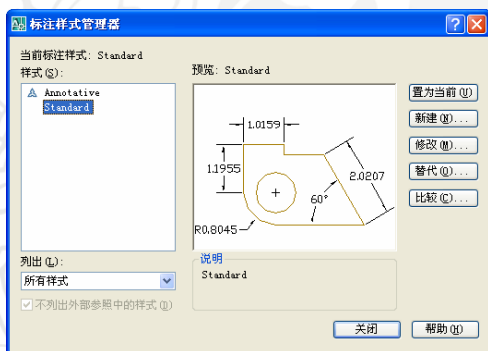 标注样式管理器
当前标注样式: Standard
样式(S):
Annotative
Standard
预览: Standard
1.0159
1.1955
2.0207
60°
R0.8045
置为当前(U)
新建(N)...
修改(M)...
替代(O)...
比较(C)...
列出(L):
所有样式
不列出外部参照中的样式(D)
说明
Standard
关闭
帮助(H)